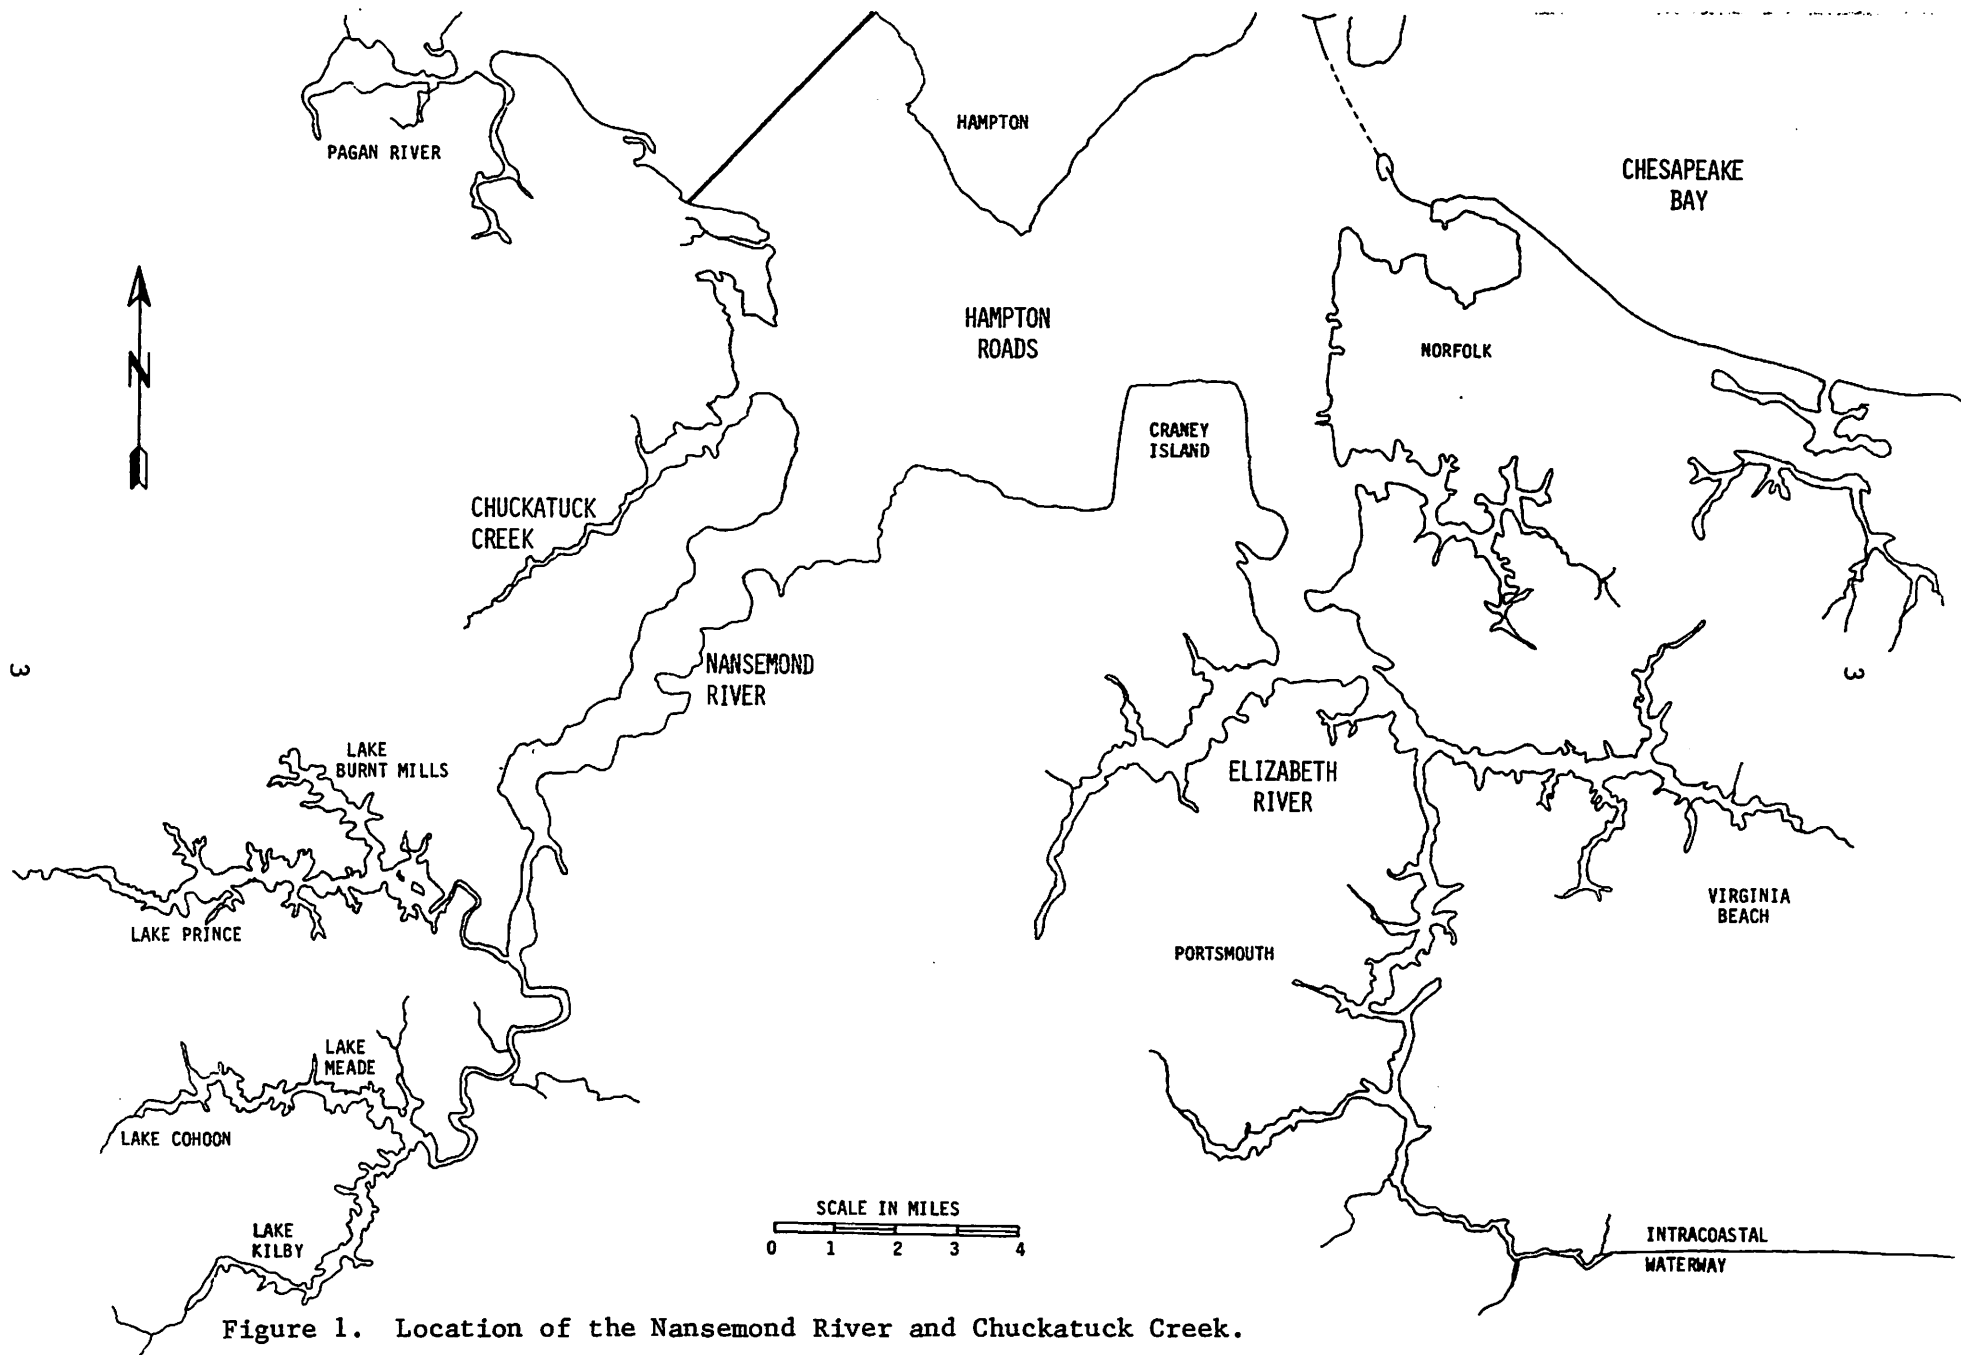 PAGAN RIVER
HAMPTON
CHESAPEAKE
BAY
N
HAMPTON
ROADS
NORFOLK
CRANEY
ISLAND
CHUCKATUCK
CREEK
NANSEMOND
RIVER
3
3
LAKE
BURNT MILLS
ELIZABETH
RIVER
LAKE PRINCE
VIRGINIA
BEACH
PORTSMOUTH
LAKE
MEADE
LAKE COHOON
LAKE
KILBY
SCALE IN MILES
0 1 2 3 4
INTRACOASTAL
WATERWAY
Figure 1. Location of the Nansemond River and Chuckatuck Creek.